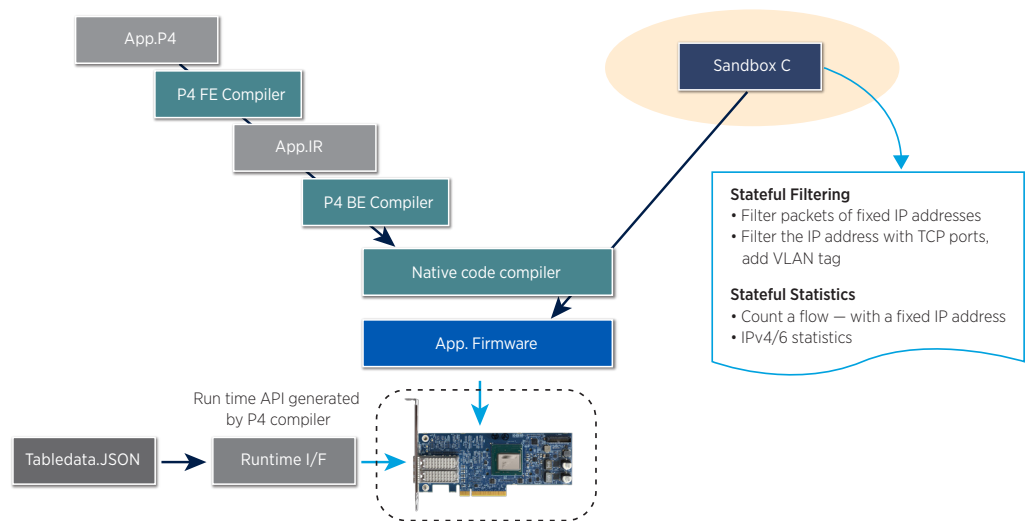 App.P4
P4 FE Compiler
App.IR
P4 BE Compiler
Native code compiler
App. Firmware
Sandbox C
Stateful Filtering
• Filter packets of fixed IP addresses
• Filter the IP address with TCP ports,
add VLAN tag
Stateful Statistics
• Count a flow — with a fixed IP address
• IPv4/6 statistics
Run time API generated
by P4 compiler
Tabledata.JSON
Runtime I/F